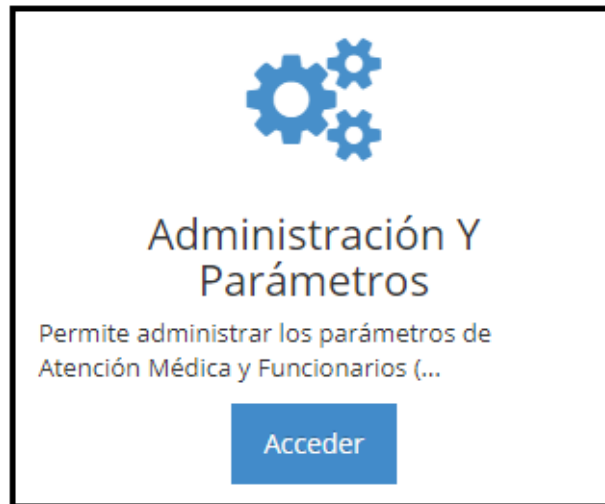 Administración Y
Parámetros
Permite administrar los parámetros de
Atención Médica y Funcionarios (...
Acceder